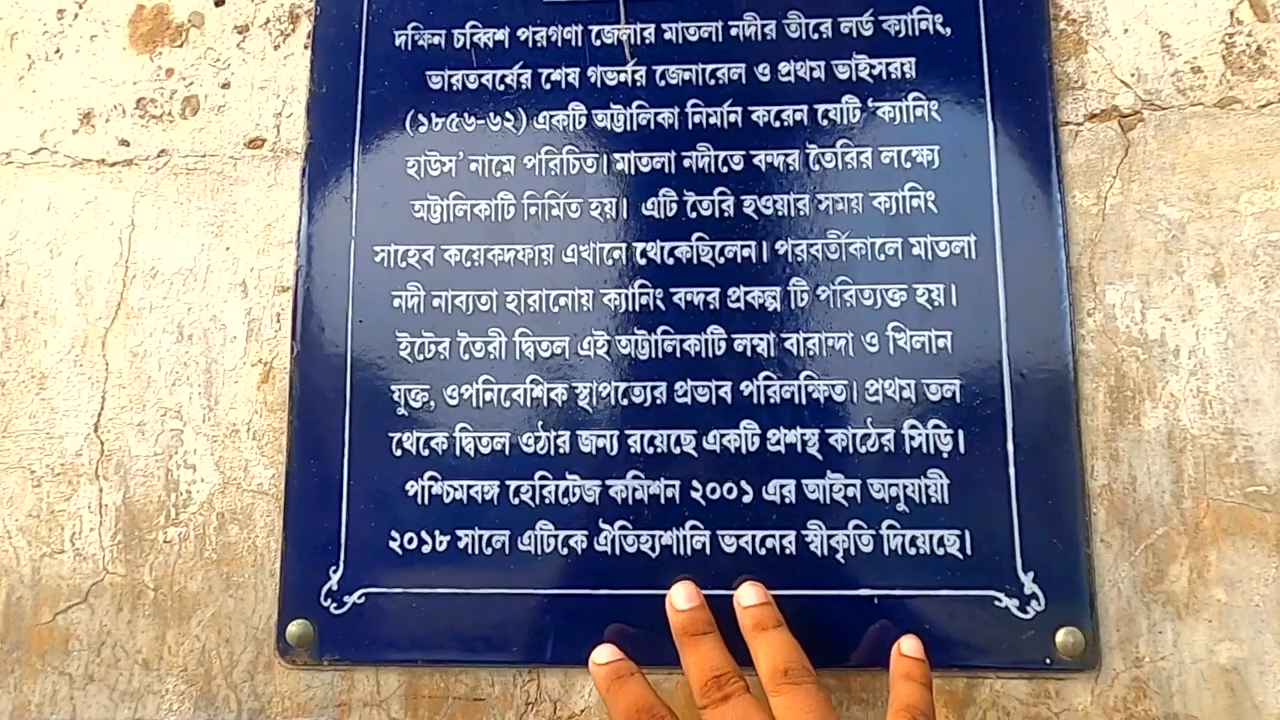 দক্ষিন চব্বিশ পরগণা জেলার মাতলা নদীর তীরে লর্ড ক্যানিং,
ভারতবর্ষের শেষ গভর্নর জেনারেল ও প্রথম ভাইসরয়
(১৮৫৬-৬২) একটি অট্টালিকা নির্মান করেন যেটি ‘ক্যানিং
হাউস’ নামে পরিচিত। মাতলা নদীতে বন্দর তৈরির লক্ষ্যে
অট্টালিকাটি নির্মিত হয়। এটি তৈরি হওয়ার সময় ক্যানিং
সাহেব কয়েকদফায় এখানে থেকেছিলেন। পরবর্তীকালে মাতলা
নদী নাব্যতা হারানোয় ক্যানিং বন্দর প্রকল্প টি পরিত্যক্ত হয়।
ইটের তৈরী দ্বিতল এই অট্টালিকাটি লম্বা বারান্দা ও খিলান
যুক্ত, ওপনিবেশিক স্থাপত্যের প্রভাব পরিলক্ষিত। প্রথম তল
থেকে দ্বিতল ওঠার জন্য রয়েছে একটি প্রশস্থ কাঠের সিড়ি।
পশ্চিমবঙ্গ হেরিটেজ কমিশন ২০০১ এর আইন অনুযায়ী
২০১৮ সালে এটিকে ঐতিহ্যশালি ভবনের স্বীকৃতি দিয়েছে।